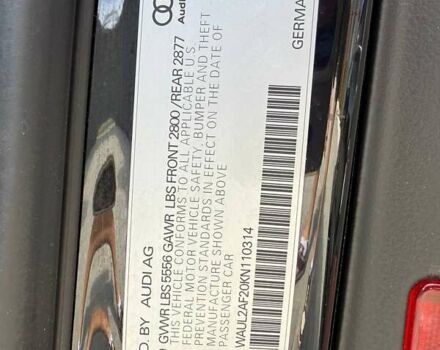 Audi
D.BY AUDI AG
GERMA
GVWR LBS5556 GAWR LBSFRONT 2800 /REAR 2877
THIS VEHICLE CONFORMS TO ALL APPLICABLE U.S.
FEDERAL MOTOR VEHICLE SAFETY, BUMPER AND THEFT
PREVENTION STANDARDS IN EFFECT ON THE DATE OF
MANUFACTURE SHOWN ABOVE
PASSENGER CAR
WAUL2AF20KN110314